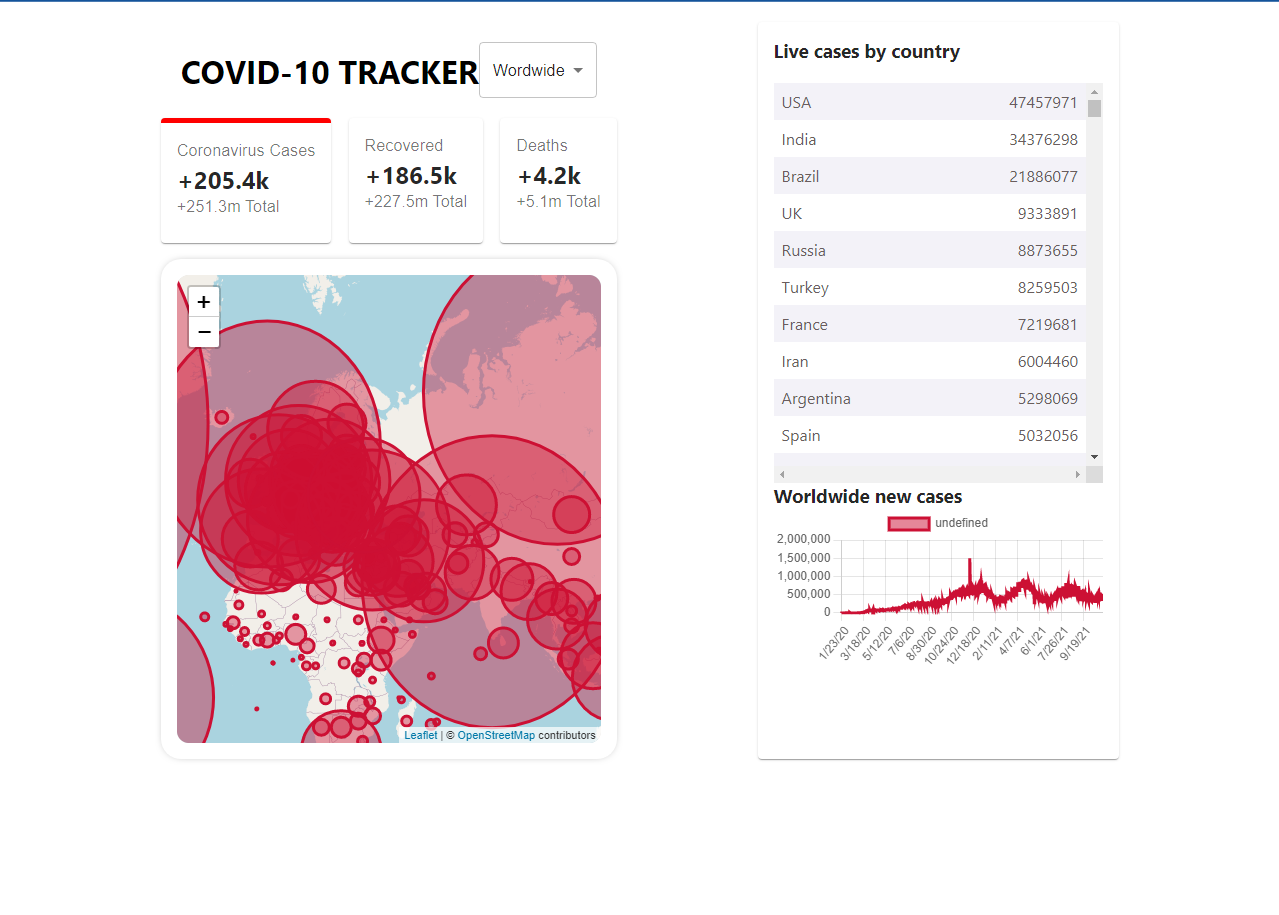 COVID-10 TRACKER
Wordwide
Coronavirus Cases
+205.4k
+251.3m Total
Recovered
+186.5k
+227.5m Total
Deaths
+4.2k
+5.1m Total
+
−
Leaflet | © OpenStreetMap contributors
Live cases by country
USA 47457971
India 34376298
Brazil 21886077
UK 9333891
Russia 8873655
Turkey 8259503
France 7219681
Iran 6004460
Argentina 5298069
Spain 5032056
Worldwide new cases
undefined
2,000,000
1,500,000
1,000,000
500,000
0
1/23/20 3/18/20 5/12/20 7/6/20 8/30/20 10/24/20 12/18/20 2/11/21 4/7/21 6/1/21 7/26/21 9/19/21